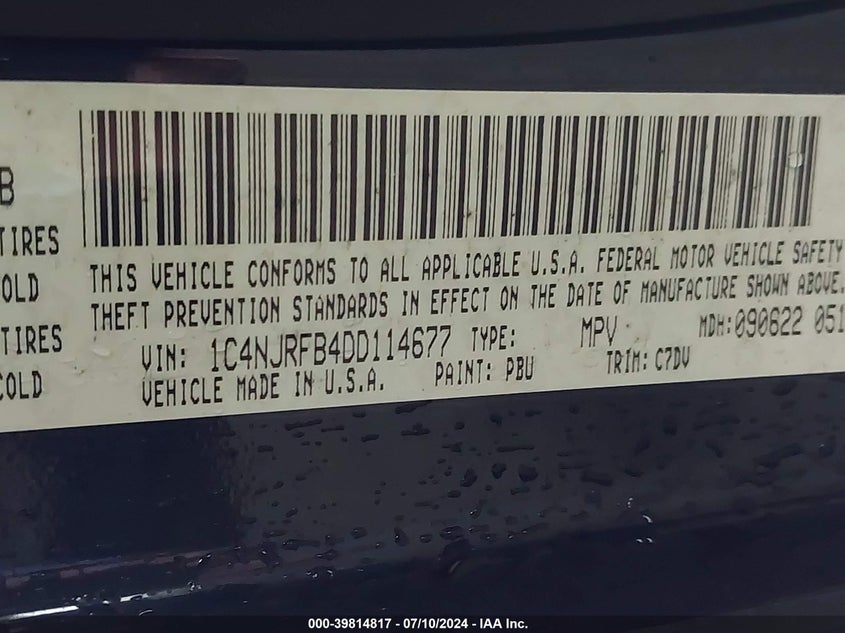 B
TIRES
COLD
TIRES
COLD
THIS VEHICLE CONFORMS TO ALL APPLICABLE U.S.A. FEDERAL MOTOR VEHICLE SAFETY
THEFT PREVENTION STANDARDS IN EFFECT ON THE DATE OF MANUFACTURE SHOWN ABOVE.
VIN: 1C4NJRFB4DD114677 TYPE: MPV MDH:090622 051
VEHICLE MADE IN U.S.A. PAINT: PBU TRIM: C7DV
000-39814817 - 07/10/2024 - IAA Inc.